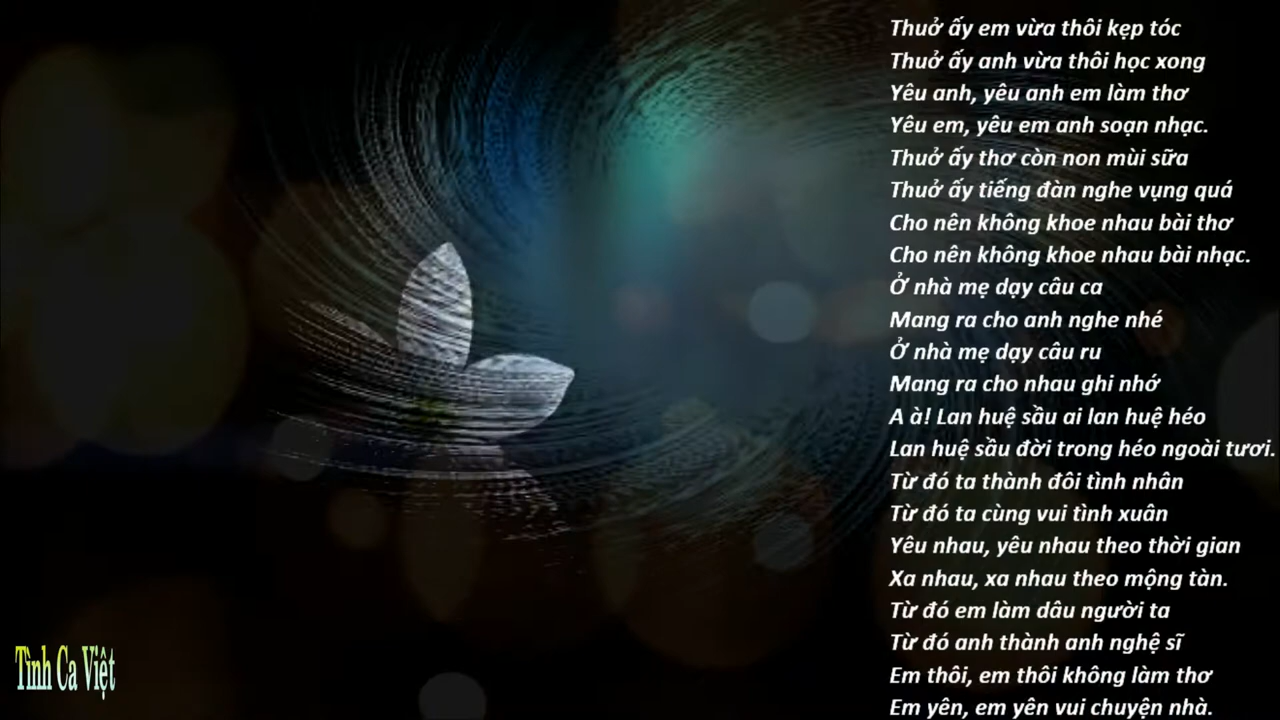 Thuở ấy em vừa thôi kẹp tóc
Thuở ấy anh vừa thôi học xong
Yêu anh, yêu anh em làm thơ
Yêu em, yêu em anh soạn nhạc.
Thuở ấy thơ còn non mùi sữa
Thuở ấy tiếng đàn nghe vụng quá
Cho nên không khoe nhau bài thơ
Cho nên không khoe nhau bài nhạc.
Ở nhà mẹ dạy câu ca
Mang ra cho anh nghe nhé
Ở nhà mẹ dạy câu ru
Mang ra cho nhau ghi nhớ
A à! Lan huệ sầu ai lan huệ héo
Lan huệ sầu đời trong héo ngoài tươi.
Từ đó ta thành đôi tình nhân
Từ đó ta cùng vui tình xuân
Yêu nhau, yêu nhau theo thời gian
Xa nhau, xa nhau theo mộng tàn.
Từ đó em làm dâu người ta
Từ đó anh thành anh nghệ sĩ
Em thôi, em thôi không làm thơ
Em yên, em yên vui chuyện nhà.
Tình Ca Việt